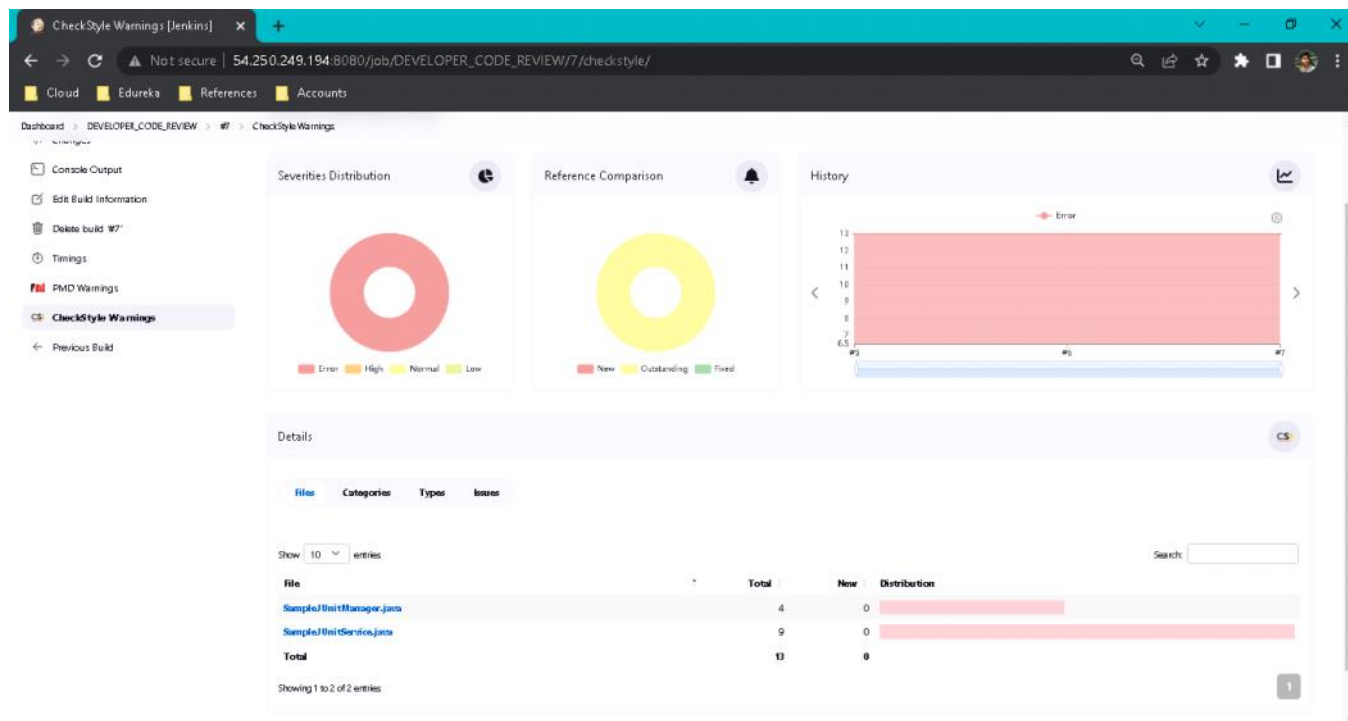 CheckStyle Warnings [Jenkins]
Not secure | 54.250.249.194:8080/job/DEVELOPER_CODE_REVIEW/7/checkstyle/
Cloud Edureka References Accounts
Dashboard > DEVELOPER_CODE_REVIEW > #7 > CheckStyle Warnings
Changes
Console Output
Edit Build Information
Delete build '#7'
Timings
PMD Warnings
CheckStyle Warnings
Previous Build
Severities Distribution
Error High Normal Low
Reference Comparison
New Outstanding Fixed
History
Error
13
12
11
10
9
8
7
6.5
#5 #6 #7
Details
CS
Files Categories Types Issues
Show 10 entries
Search:
File Total New Distribution
SampleJUnitManager.java 4 0
SampleJUnitService.java 9 0
Total 13 0
Showing 1 to 2 of 2 entries
1